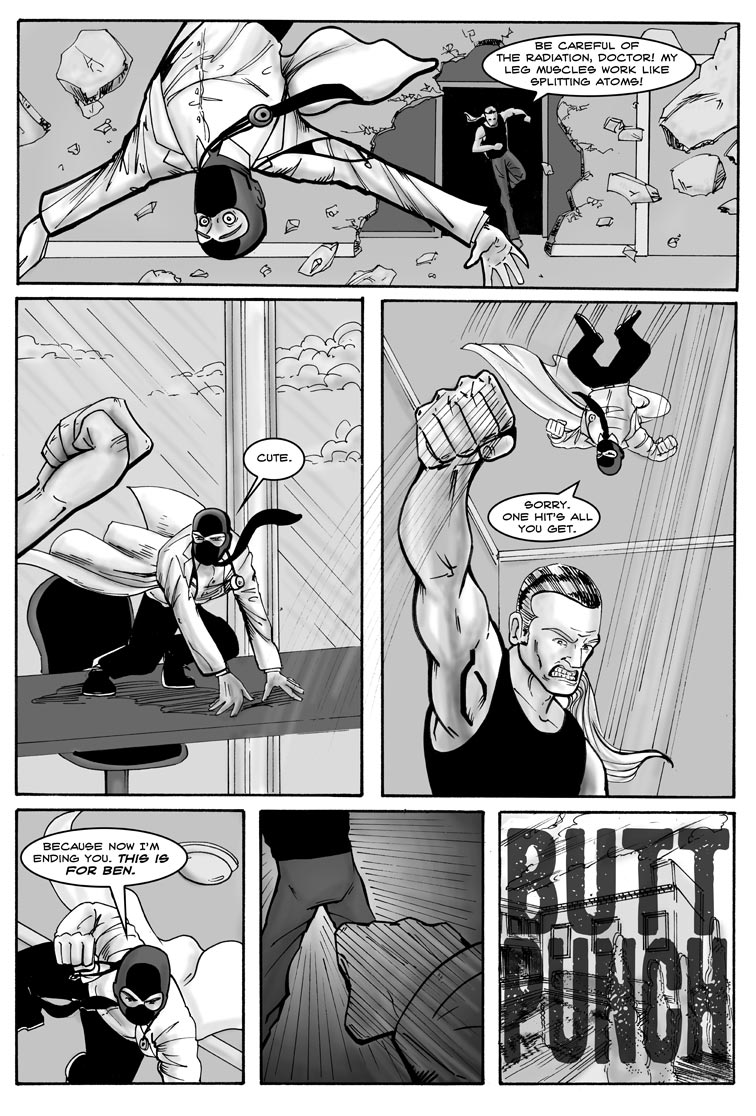 BE CAREFUL OF
THE RADIATION, DOCTOR! MY
LEG MUSCLES WORK LIKE
SPLITTING ATOMS!
CUTE.
SORRY.
ONE HIT'S ALL
YOU GET.
BECAUSE NOW I'M
ENDING YOU. THIS IS
FOR BEN.
BUTT
PUNCH